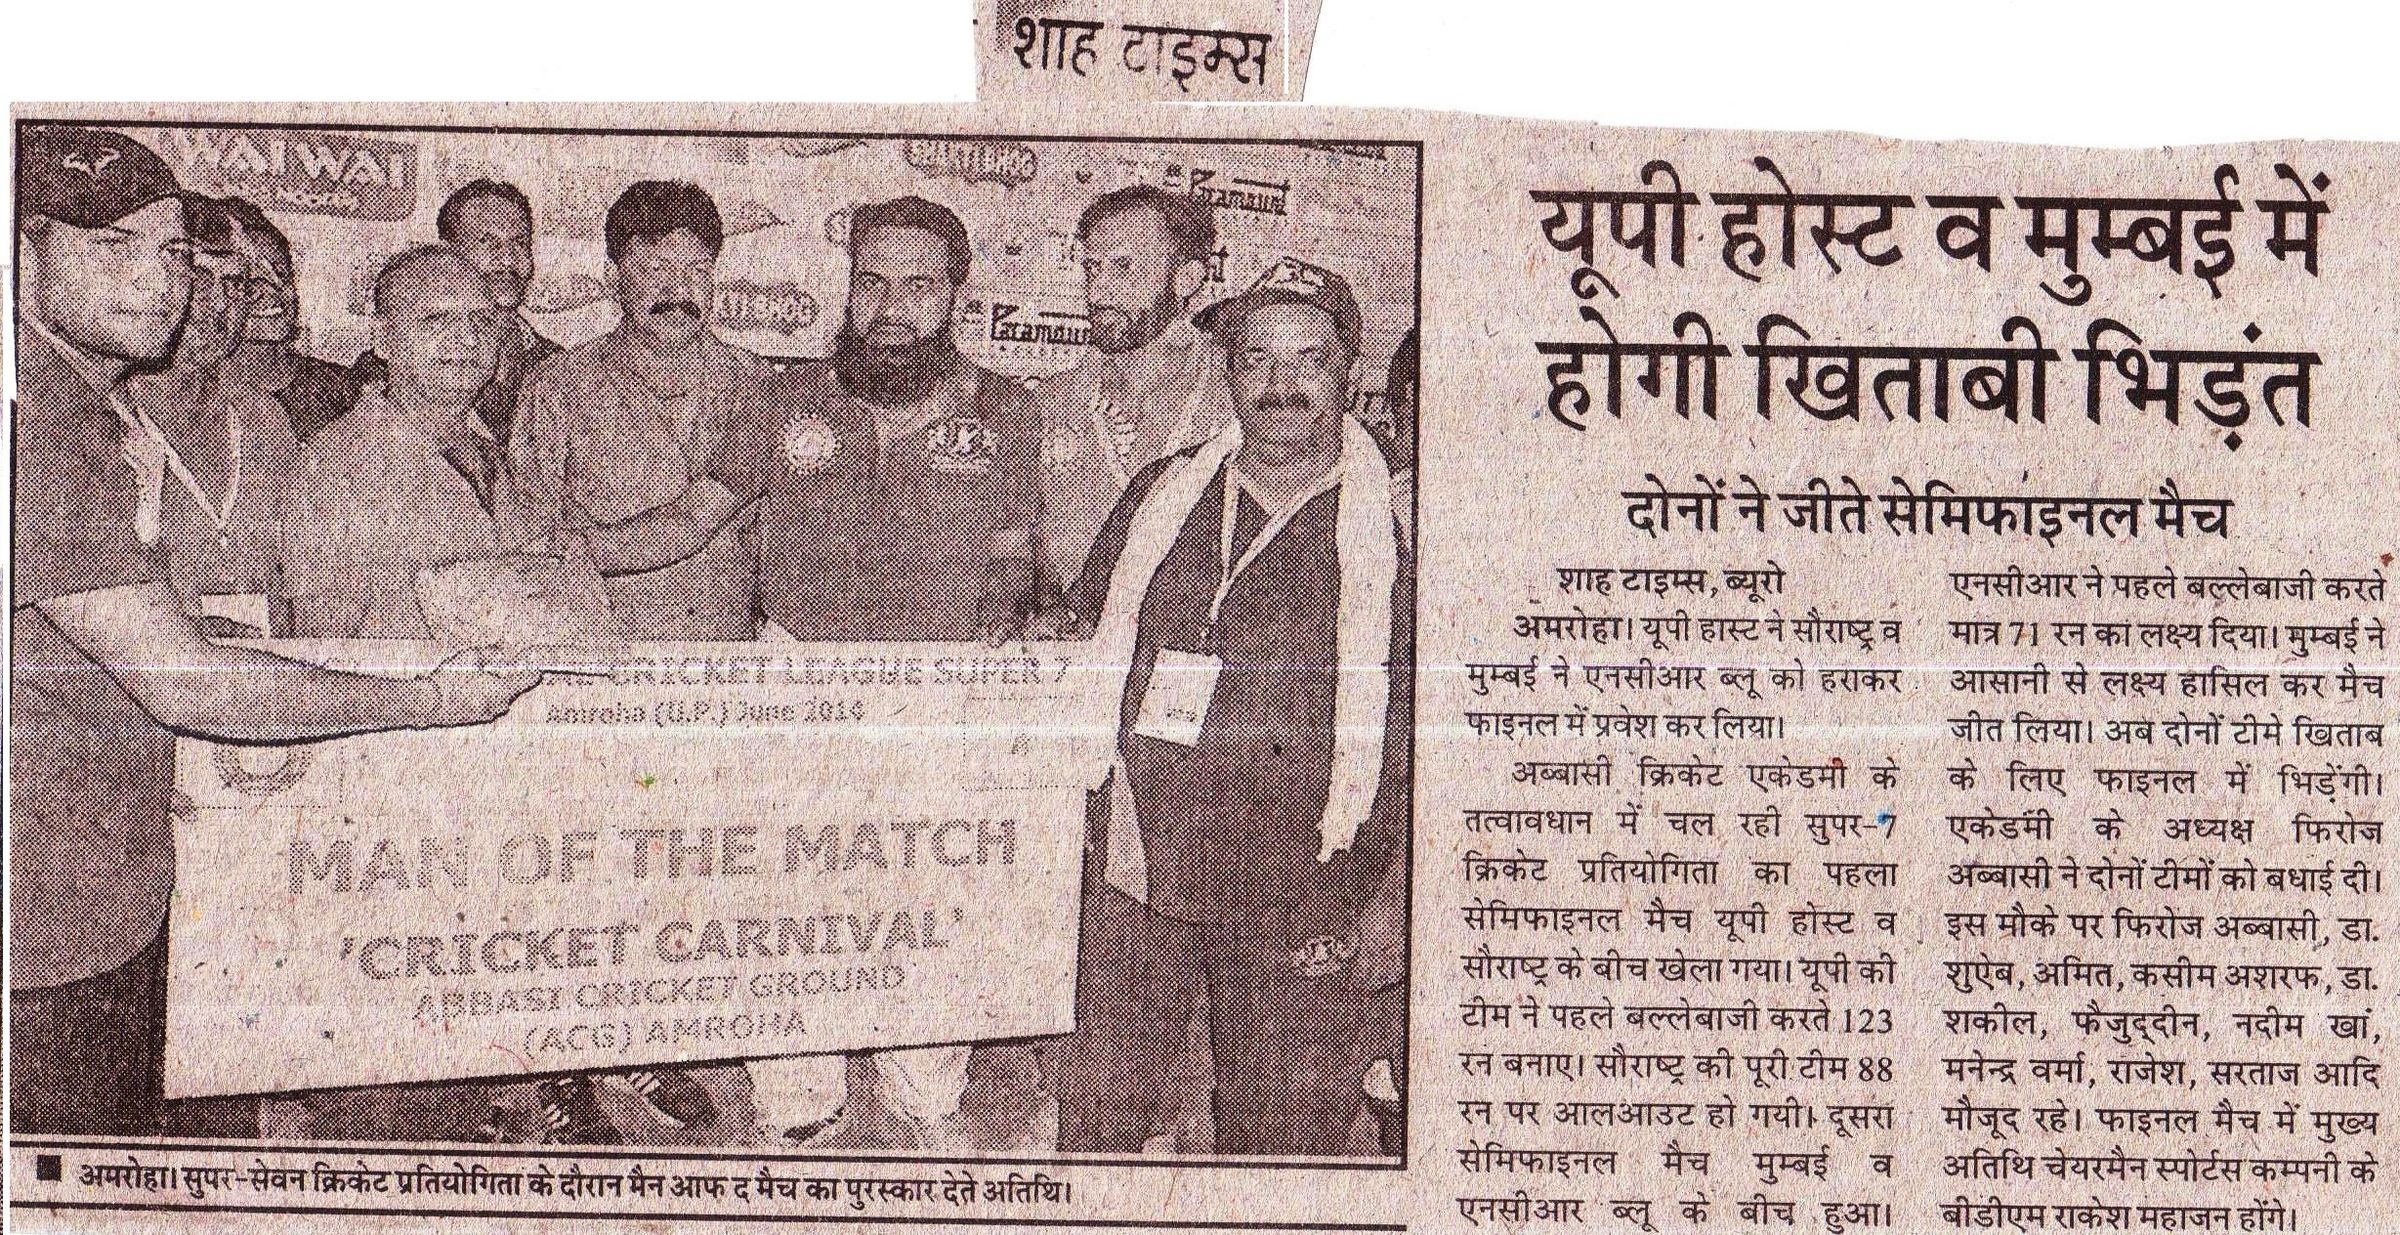 शाह टाइम्स
WAI WAI
Paramount
Paramount
CRICKET LEAGUE SUPER 7
Amroha (U.P.) June 2014
MAN OF THE MATCH
'CRICKET CARNIVAL'
ABBASI CRICKET GROUND
(ACG) AMROHA
■ अमरोहा। सुपर-सेवन क्रिकेट प्रतियोगिता के दौरान मैन आफ द मैच का पुरस्कार देते अतिथि।
यूपी होस्ट व मुम्बई में
होगी खिताबी भिड़ंत
दोनों ने जीते सेमिफाइनल मैच
शाह टाइम्स, ब्यूरो
अमरोहा। यूपी हास्ट ने सौराष्ट्र व
मुम्बई ने एनसीआर ब्लू को हराकर
फाइनल में प्रवेश कर लिया।
अब्बासी क्रिकेट एकेडमी के
तत्वावधान में चल रही सुपर-7
क्रिकेट प्रतियोगिता का पहला
सेमिफाइनल मैच यूपी होस्ट व
सौराष्ट्र के बीच खेला गया। यूपी की
टीम ने पहले बल्लेबाजी करते 123
रन बनाए। सौराष्ट्र की पूरी टीम 88
रन पर आलआउट हो गयी। दूसरा
सेमिफाइनल मैच मुम्बई व
एनसीआर ब्लू के बीच हुआ।
एनसीआर ने पहले बल्लेबाजी करते
मात्र 71 रन का लक्ष्य दिया। मुम्बई ने
आसानी से लक्ष्य हासिल कर मैच
जीत लिया। अब दोनों टीमे खिताब
के लिए फाइनल में भिड़ेंगी।
एकेडमी के अध्यक्ष फिरोज
अब्बासी ने दोनों टीमों को बधाई दी।
इस मौके पर फिरोज अब्बासी, डा.
शुऐब, अमित, कसीम अशरफ, डा.
शकील, फैजुद्दीन, नदीम खां,
मनेन्द्र वर्मा, राजेश, सरताज आदि
मौजूद रहे। फाइनल मैच में मुख्य
अतिथि चेयरमैन स्पोर्टस कम्पनी के
बीडीएम राकेश महाजन होंगे।